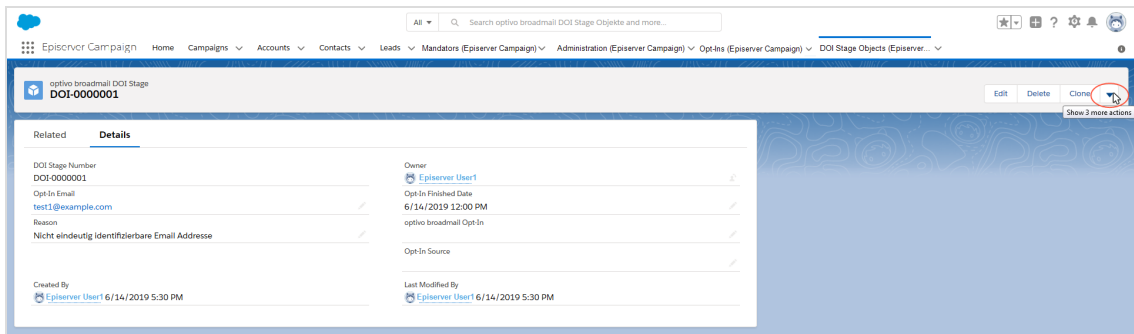 All Search optivo broadmail DOI Stage Objekte and more...
Episerver Campaign Home Campaigns Accounts Contacts Leads Mandators (Episerver Campaign) Administration (Episerver Campaign) Opt-Ins (Episerver Campaign) DOI Stage Objects (Episerver...
optivo broadmail DOI Stage
DOI-0000001
Edit Delete Clone
Show 3 more actions
Related Details
DOI Stage Number Owner
DOI-0000001 Episerver User1
Opt-In Email Opt-In Finished Date
test1@example.com 6/14/2019 12:00 PM
Reason optivo broadmail Opt-In
Nicht eindeutig identifizierbare Email Addresse
Opt-In Source
Created By Last Modified By
Episerver User1 6/14/2019 5:30 PM Episerver User1 6/14/2019 5:30 PM